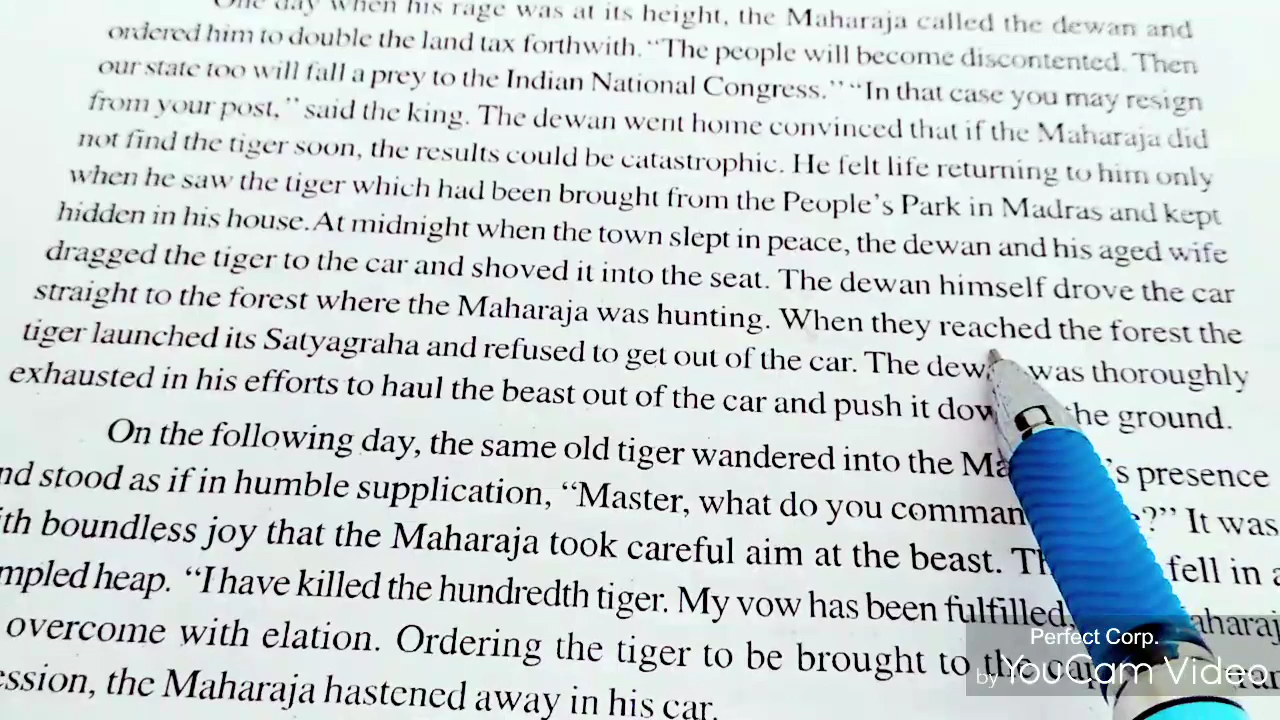 One day when his rage was at its height, the Maharaja called the dewan and
ordered him to double the land tax forthwith. “The people will become discontented. Then
our state too will fall a prey to the Indian National Congress.” “In that case you may resign
from your post,” said the king. The dewan went home convinced that if the Maharaja did
not find the tiger soon, the results could be catastrophic. He felt life returning to him only
when he saw the tiger which had been brought from the People’s Park in Madras and kept
hidden in his house. At midnight when the town slept in peace, the dewan and his aged wife
dragged the tiger to the car and shoved it into the seat. The dewan himself drove the car
straight to the forest where the Maharaja was hunting. When they reached the forest the
tiger launched its Satyagraha and refused to get out of the car. The was thoroughly
exhausted in his efforts to haul the beast out of the car and push it the ground.
On the following day, the same old tiger wandered into the presence
nd stood as if in humble supplication, “Master, what do you It was
ith boundless joy that the Maharaja took careful aim at the beast. fell in a
mpled heap. “I have killed the hundredth tiger. My vow has been fulfilled,
overcome with elation. Ordering the tiger to be brought to the
ession, the Maharaja hastened away in his car.
Perfect Corp.
by YouCam Video